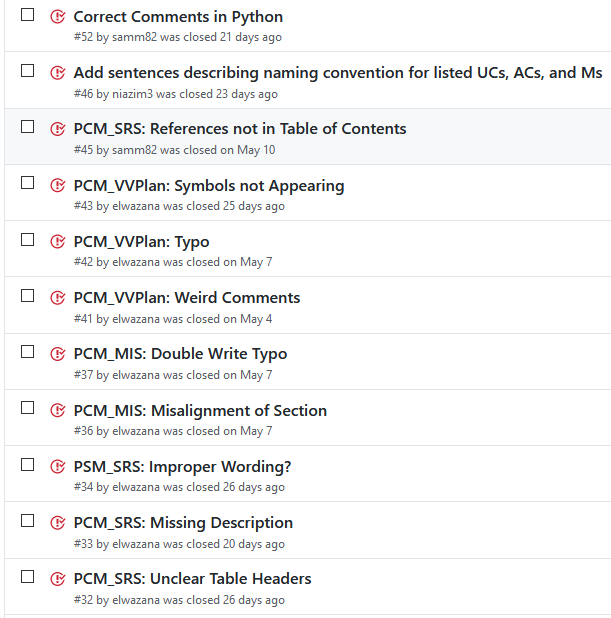 Correct Comments in Python
#52 by samm82 was closed 21 days ago
Add sentences describing naming convention for listed UCs, ACs, and Ms
#46 by niazim3 was closed 23 days ago
PCM_SRS: References not in Table of Contents
#45 by samm82 was closed on May 10
PCM_VVPlan: Symbols not Appearing
#43 by elwazana was closed 25 days ago
PCM_VVPlan: Typo
#42 by elwazana was closed on May 7
PCM_VVPlan: Weird Comments
#41 by elwazana was closed on May 4
PCM_MIS: Double Write Typo
#37 by elwazana was closed on May 7
PCM_MIS: Misalignment of Section
#36 by elwazana was closed on May 7
PSM_SRS: Improper Wording?
#34 by elwazana was closed 26 days ago
PCM_SRS: Missing Description
#33 by elwazana was closed 20 days ago
PCM_SRS: Unclear Table Headers
#32 by elwazana was closed 26 days ago